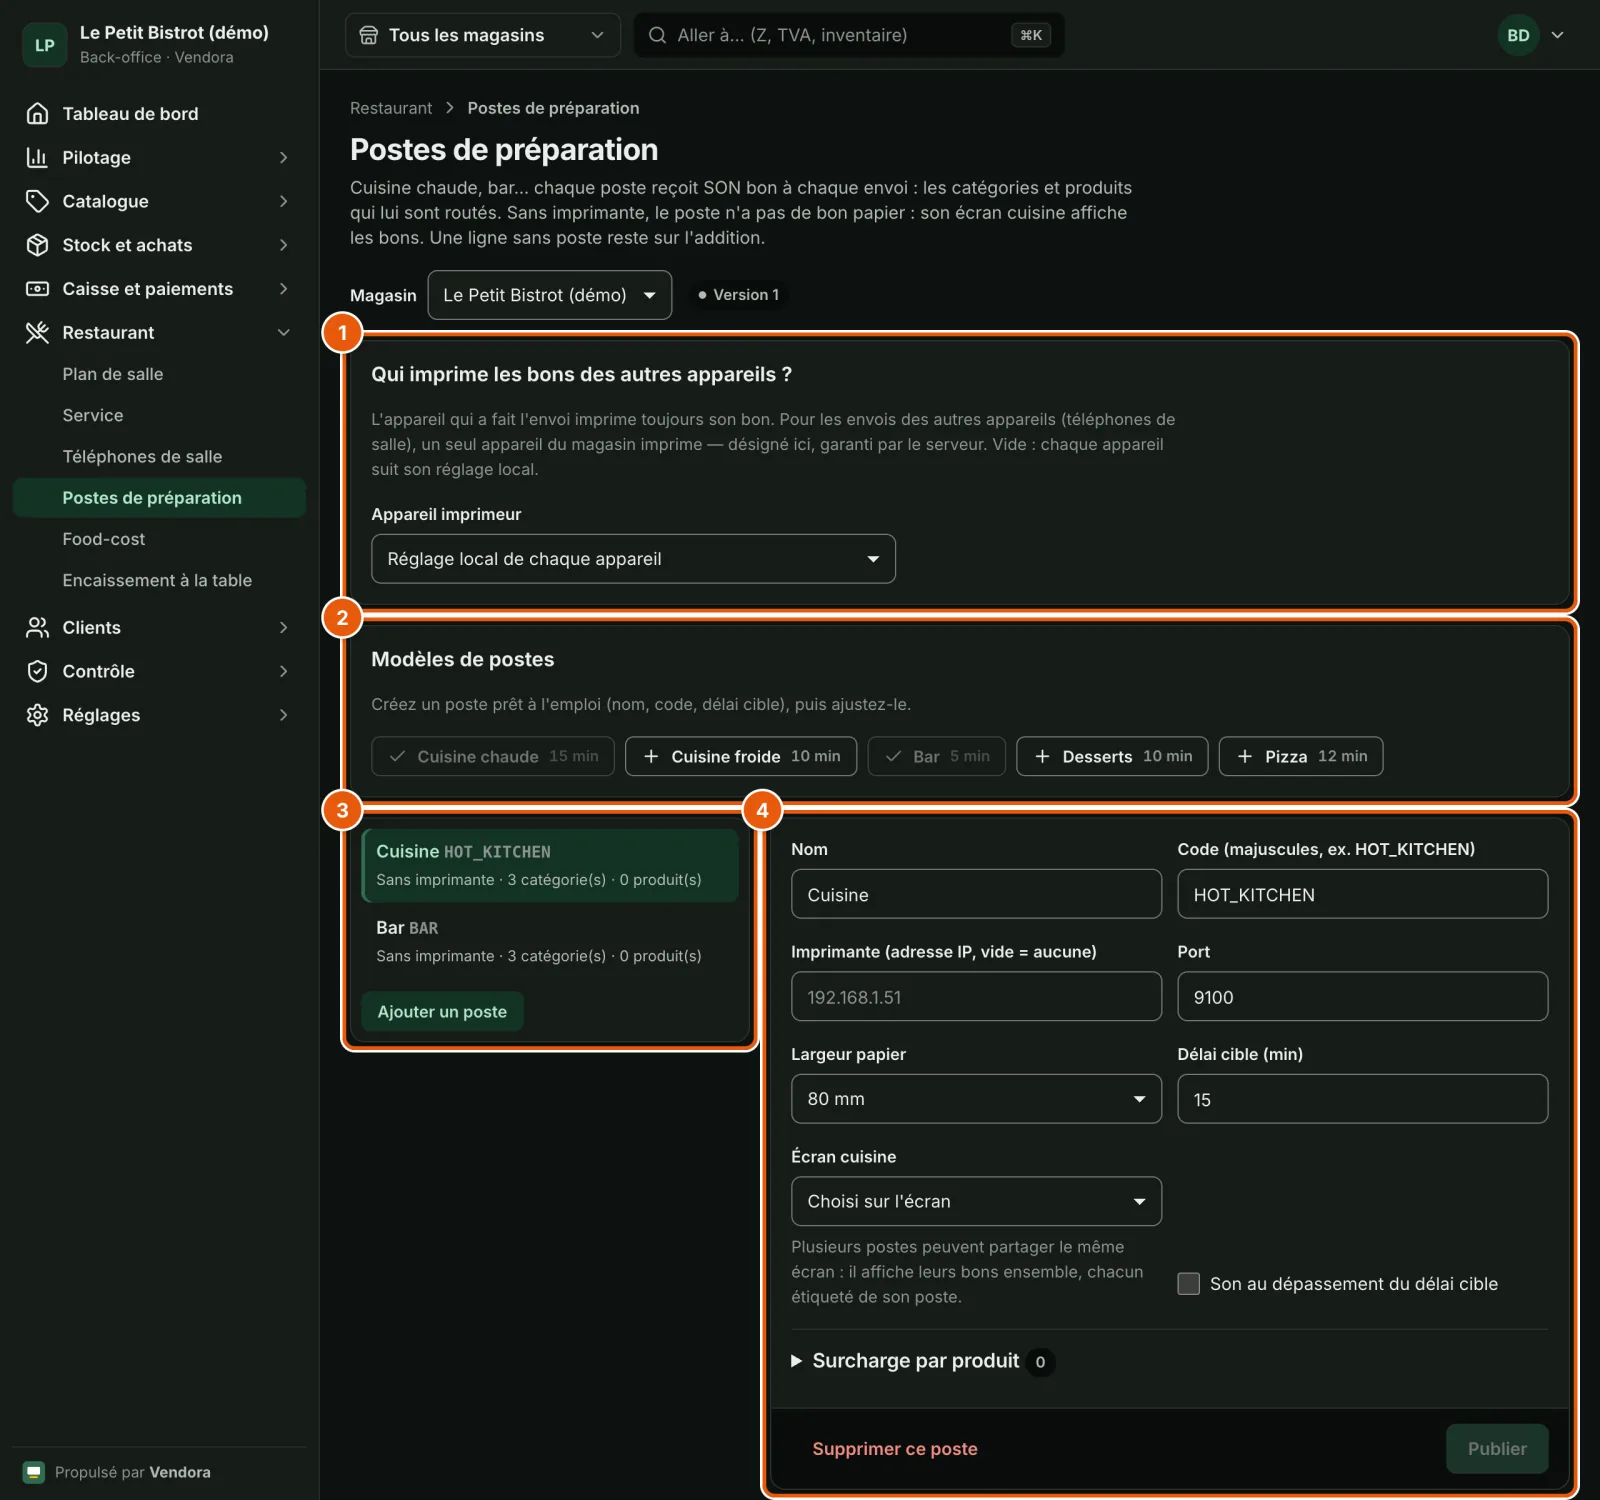 LP
Le Petit Bistrot (démo)
Back-office · Vendora
Tableau de bord
Pilotage
Catalogue
Stock et achats
Caisse et paiements
Restaurant
Plan de salle
Service
Téléphones de salle
Postes de préparation
Food-cost
Encaissement à la table
Clients
Contrôle
Réglages
Propulsé par Vendora
Tous les magasins
Aller à... (Z, TVA, inventaire)
⌘K
BD
Restaurant > Postes de préparation
Postes de préparation
Cuisine chaude, bar... chaque poste reçoit SON bon à chaque envoi : les catégories et produits
qui lui sont routés. Sans imprimante, le poste n'a pas de bon papier : son écran cuisine affiche
les bons. Une ligne sans poste reste sur l'addition.
Magasin
Le Petit Bistrot (démo)
Version 1
1
Qui imprime les bons des autres appareils ?
L'appareil qui a fait l'envoi imprime toujours son bon. Pour les envois des autres appareils (téléphones de
salle), un seul appareil du magasin imprime — désigné ici, garanti par le serveur. Vide : chaque appareil
suit son réglage local.
Appareil imprimeur
Réglage local de chaque appareil
2
Modèles de postes
Créez un poste prêt à l'emploi (nom, code, délai cible), puis ajustez-le.
Cuisine chaude 15 min
Cuisine froide 10 min
Bar 5 min
Desserts 10 min
Pizza 12 min
3
Cuisine HOT_KITCHEN
Sans imprimante · 3 catégorie(s) · 0 produit(s)
Bar BAR
Sans imprimante · 3 catégorie(s) · 0 produit(s)
Ajouter un poste
4
Nom
Cuisine
Code (majuscules, ex. HOT_KITCHEN)
HOT_KITCHEN
Imprimante (adresse IP, vide = aucune)
192.168.1.51
Port
9100
Largeur papier
80 mm
Délai cible (min)
15
Écran cuisine
Choisi sur l'écran
Plusieurs postes peuvent partager le même
écran : il affiche leurs bons ensemble, chacun
étiqueté de son poste.
Son au dépassement du délai cible
Surcharge par produit 0
Supprimer ce poste
Publier